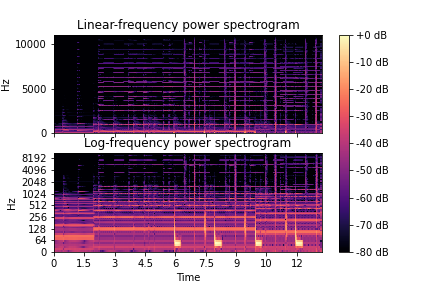 Linear-frequency power spectrogram
10000
5000
0
Hz
Log-frequency power spectrogram
8192
4096
2048
1024
512
256
128
64
0
Hz
0 1.5 3 4.5 6 7.5 9 10 12
Time
+0 dB
-10 dB
-20 dB
-30 dB
-40 dB
-50 dB
-60 dB
-70 dB
-80 dB